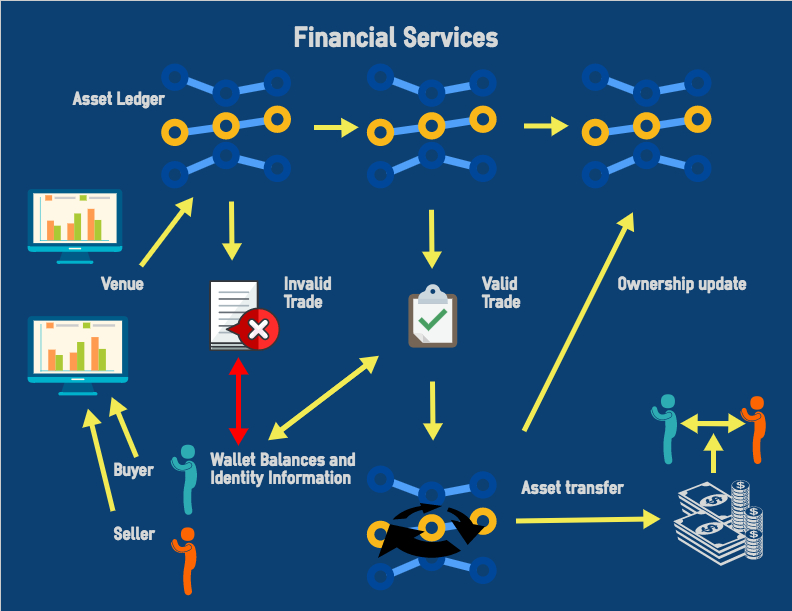 Financial Services
Asset Ledger
Venue
Invalid
Trade
Valid
Trade
Ownership update
Buyer
Wallet Balances and
Identity Information
Seller
Asset transfer
$
$
$
$
$